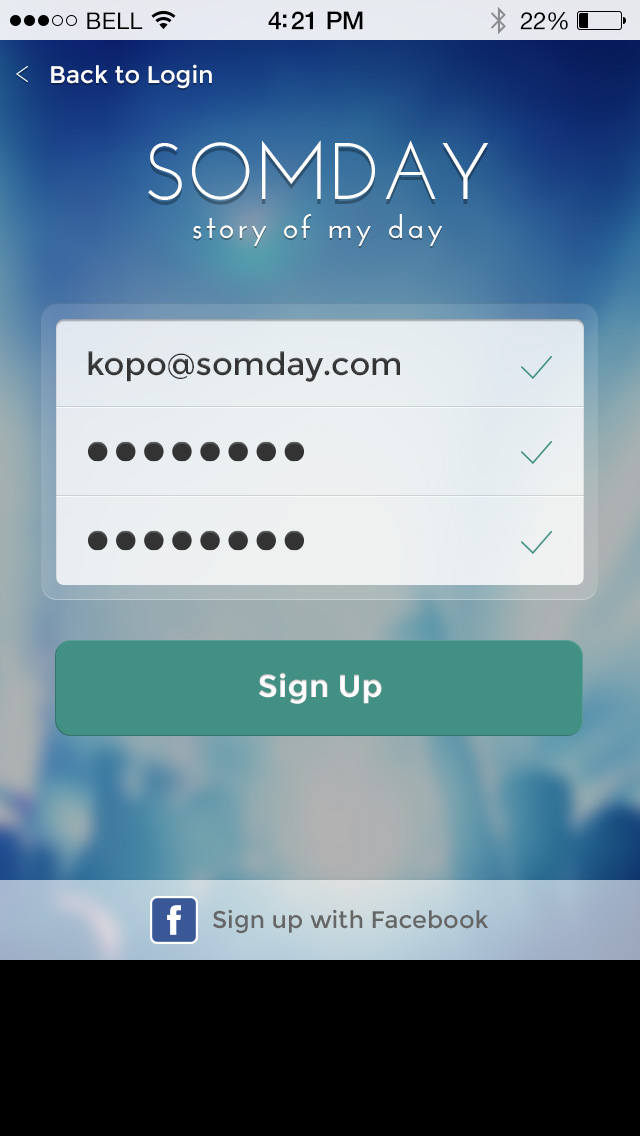 BELL 4:21 PM 22%
< Back to Login
SOMDAY
story of my day
kopo@somday.com
●●●●●●●●
●●●●●●●●
Sign Up
f Sign up with Facebook